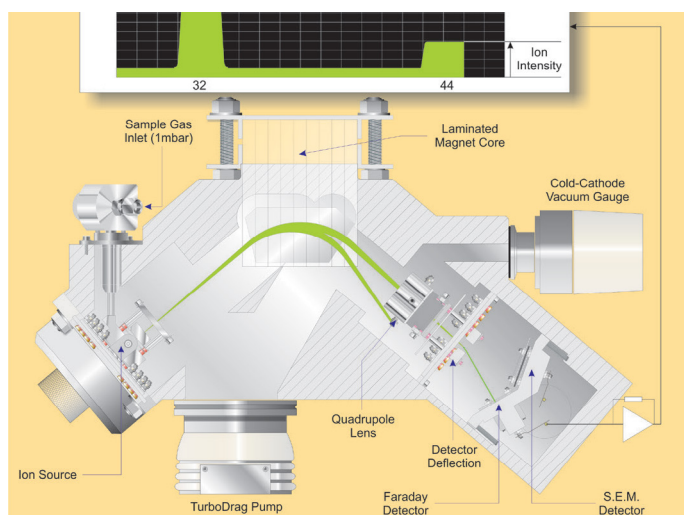 Ion
Intensity
32
44
Sample Gas
Inlet (1mbar)
Laminated
Magnet Core
Cold-Cathode
Vacuum Gauge
Quadrupole
Lens
Detector
Deflection
Ion Source
TurboDrag Pump
Faraday
Detector
S.E.M.
Detector